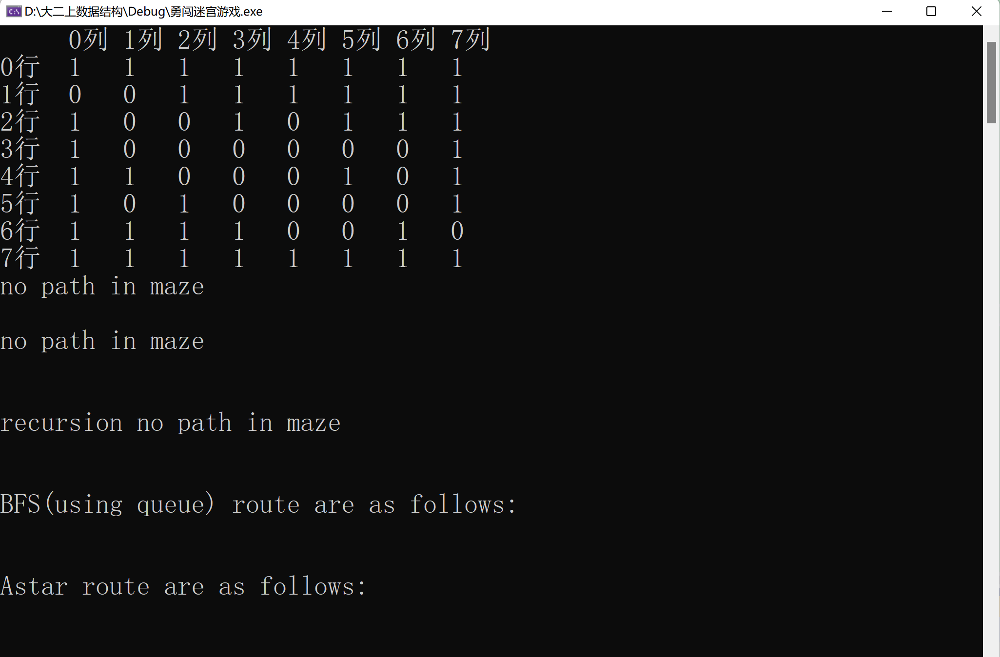 D:\大二上数据结构\Debug\勇闯迷宫游戏.exe
0列 1列 2列 3列 4列 5列 6列 7列
0行 1 1 1 1 1 1 1 1
1行 0 0 1 1 1 1 1 1
2行 1 0 0 1 0 1 1 1
3行 1 0 0 0 0 0 0 1
4行 1 1 0 0 0 1 0 1
5行 1 0 1 0 0 0 0 1
6行 1 1 1 1 0 0 1 0
7行 1 1 1 1 1 1 1 1
no path in maze
no path in maze
recursion no path in maze
BFS(using queue) route are as follows:
Astar route are as follows: